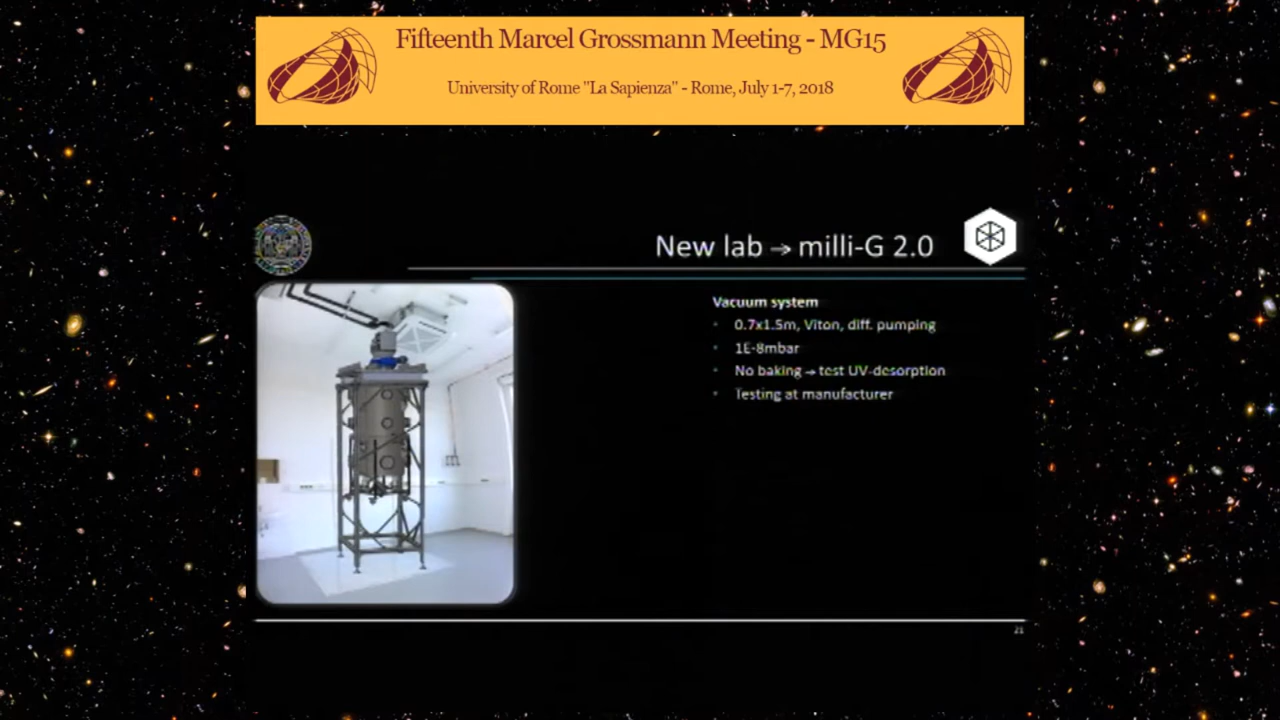 Fifteenth Marcel Grossmann Meeting - MG15
University of Rome "La Sapienza" - Rome, July 1-7, 2018
New lab → milli-G 2.0
Vacuum system
• 0.7x1.5m, Viton, diff. pumping
• 1E-8mbar
• No baking → test UV-desorption
• Testing at manufacturer
21